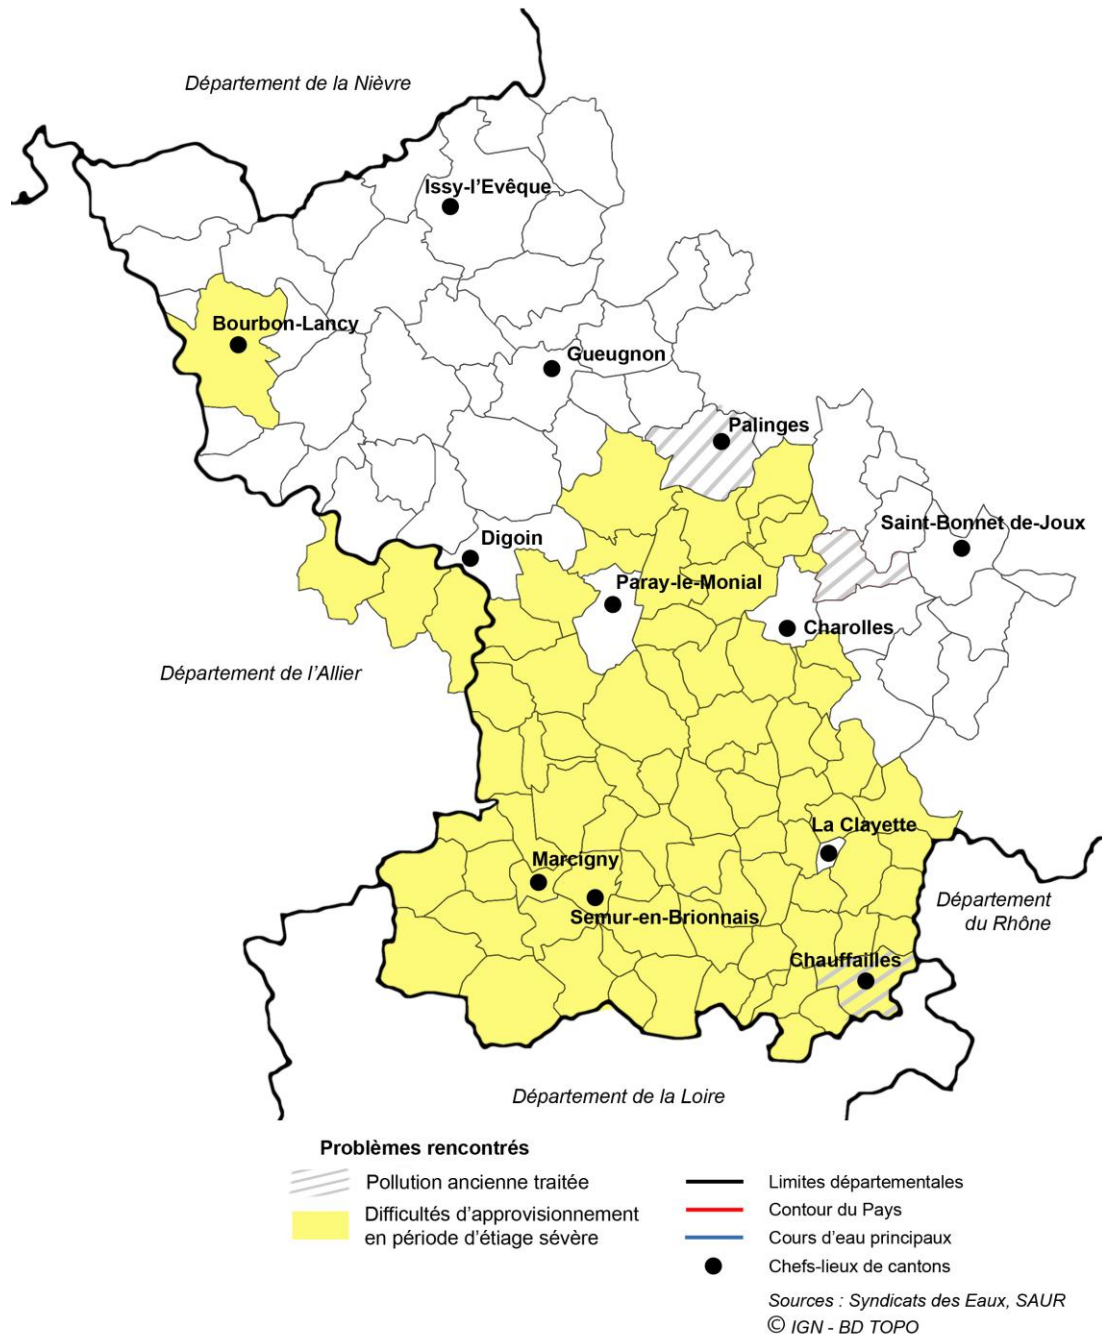 Département de la Nièvre
Issy-l'Evêque
Bourbon-Lancy
Gueugnon
Palinges
Saint-Bonnet de-Joux
Digoin
Paray-le-Monial
Charolles
Département de l'Allier
La Clayette
Marcigny
Semur-en-Brionnais
Département
du Rhône
Chauffailles
Département de la Loire
Problèmes rencontrés
Pollution ancienne traitée
Difficultés d'approvisionnement
en période d'étiage sévère
Limites départementales
Contour du Pays
Cours d'eau principaux
Chefs-lieux de cantons
Sources : Syndicats des Eaux, SAUR
© IGN - BD TOPO